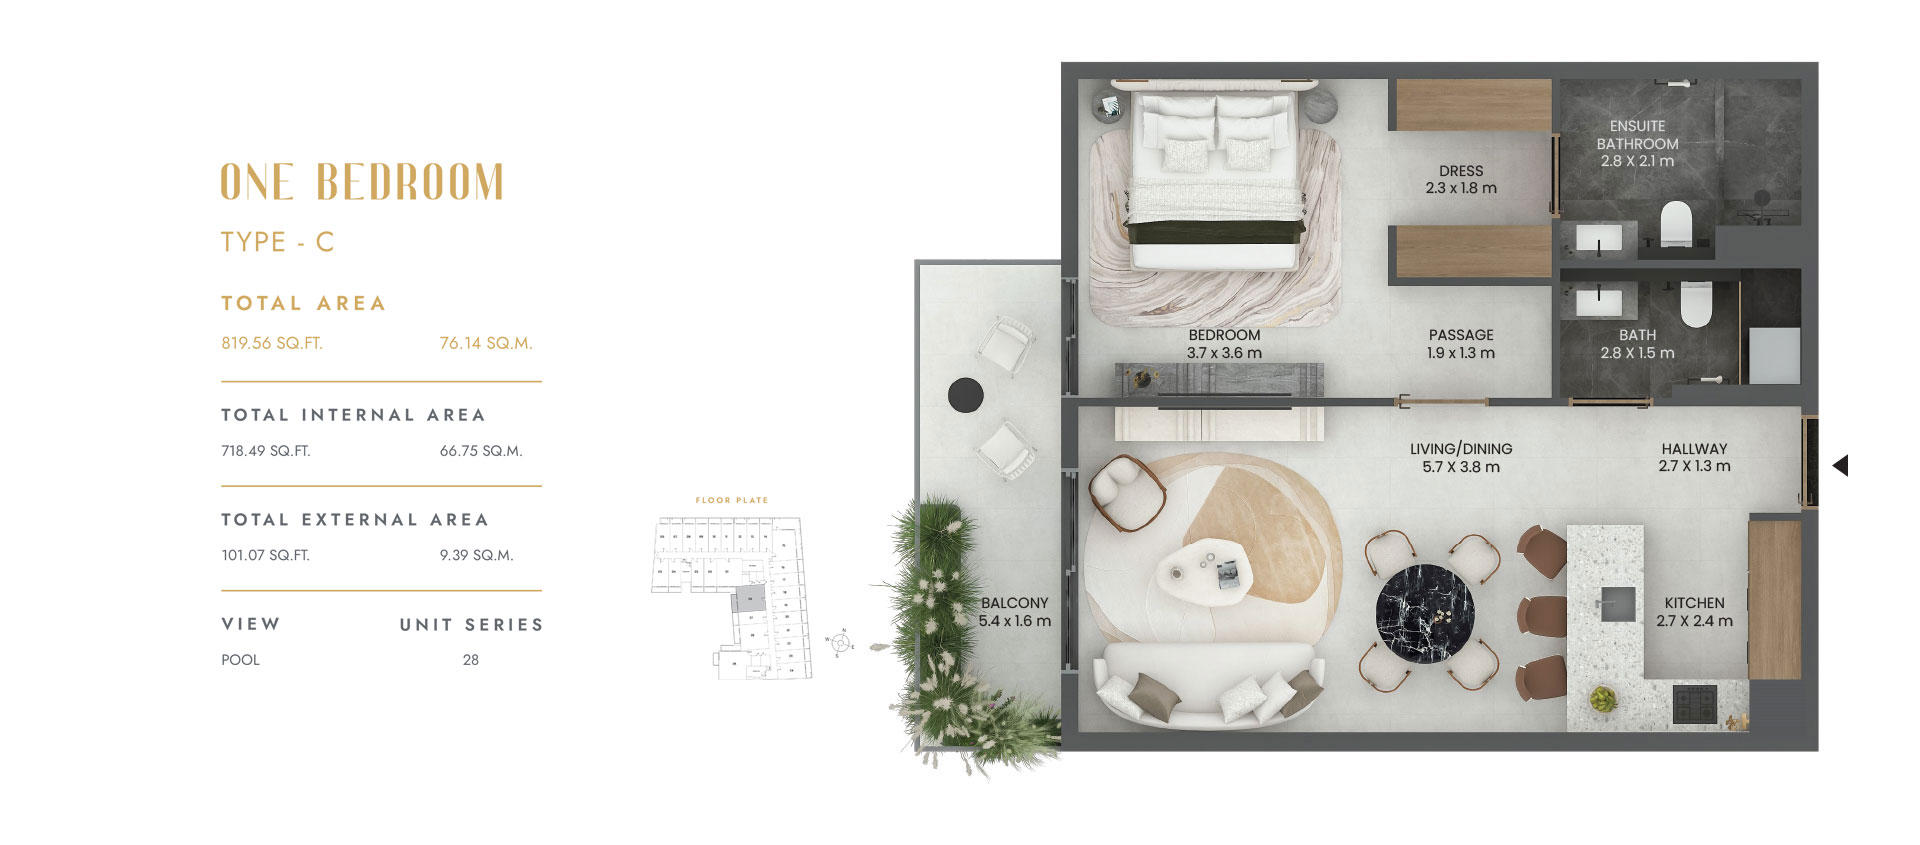 ONE BEDROOM
TYPE - C
TOTAL AREA
819.56 SQ.FT. 76.14 SQ.M.
TOTAL INTERNAL AREA
718.49 SQ.FT. 66.75 SQ.M.
TOTAL EXTERNAL AREA
101.07 SQ.FT. 9.39 SQ.M.
VIEW UNIT SERIES
POOL 28
FLOOR PLATE
N
W E
S
ENSUITE
BATHROOM
2.8 X 2.1 m
DRESS
2.3 x 1.8 m
BEDROOM
3.7 x 3.6 m
PASSAGE
1.9 x 1.3 m
BATH
2.8 X 1.5 m
LIVING/DINING
5.7 X 3.8 m
HALLWAY
2.7 X 1.3 m
BALCONY
5.4 x 1.6 m
KITCHEN
2.7 X 2.4 m